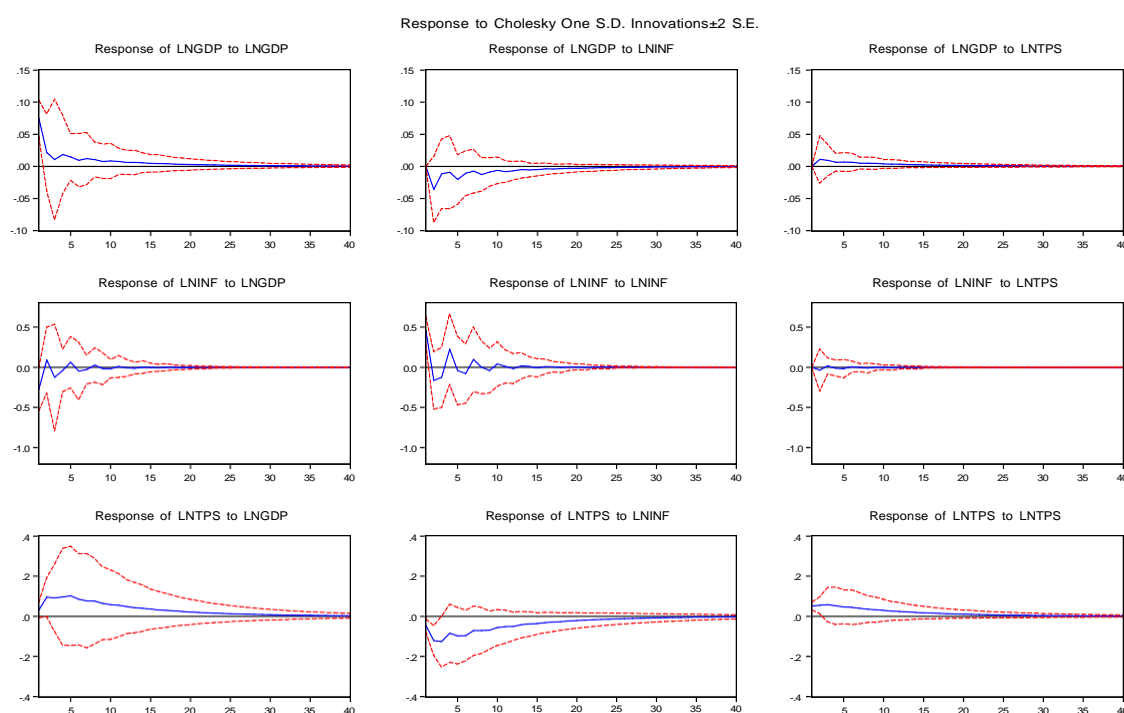 Response to Cholesky One S.D. Innovations±2 S.E.
Response of LNGDP to LNGDP
Response of LNGDP to LNINF
Response of LNGDP to LNTPS
.15
.10
.05
.00
-.05
-.10
5 10 15 20 25 30 35 40
.15
.10
.05
.00
-.05
-.10
5 10 15 20 25 30 35 40
.15
.10
.05
.00
-.05
-.10
5 10 15 20 25 30 35 40
Response of LNINF to LNGDP
Response of LNINF to LNINF
Response of LNINF to LNTPS
0.5
0.0
-0.5
-1.0
5 10 15 20 25 30 35 40
0.5
0.0
-0.5
-1.0
5 10 15 20 25 30 35 40
0.5
0.0
-0.5
-1.0
5 10 15 20 25 30 35 40
Response of LNTPS to LNGDP
Response of LNTPS to LNINF
Response of LNTPS to LNTPS
.4
.2
.0
-.2
-.4
5 10 15 20 25 30 35 40
.4
.2
.0
-.2
-.4
5 10 15 20 25 30 35 40
.4
.2
.0
-.2
-.4
5 10 15 20 25 30 35 40